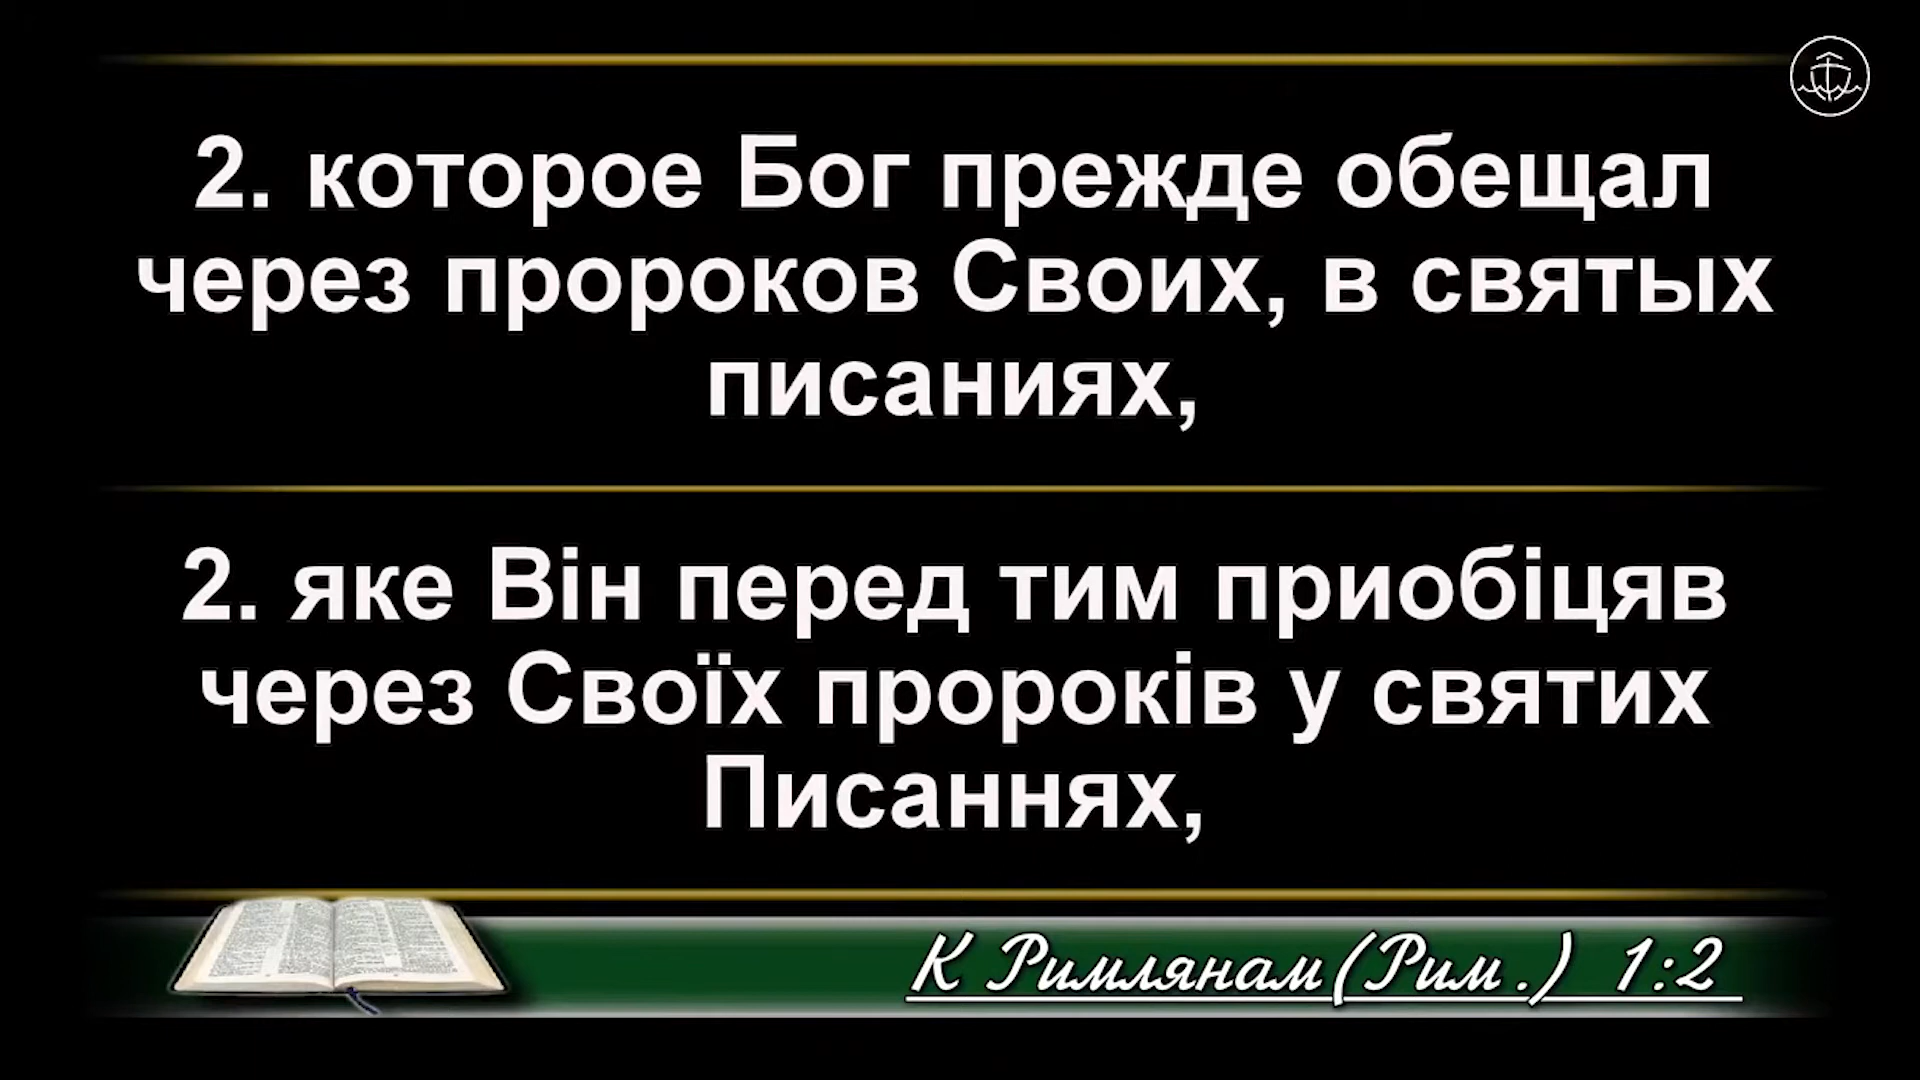 2. которое Бог прежде обещал
через пророков Своих, в святых
писаниях,
2. яке Він перед тим приобіцяв
через Своїх пророків у святих
Писаннях,
К Римлянам(Рим.) 1:2